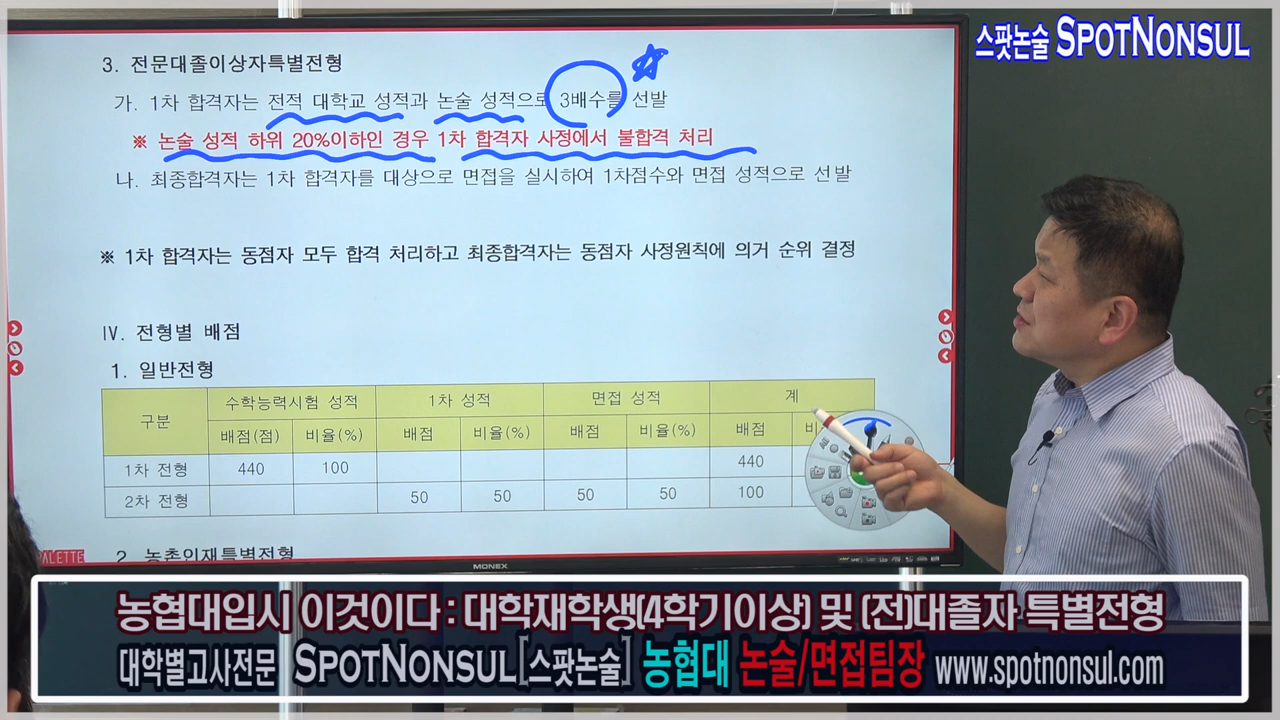 스팟논술 SPOTNONSUL
3. 전문대졸이상자특별전형
가. 1차 합격자는 전적 대학교 성적과 논술 성적으로 3배수를 선발
※ 논술 성적 하위 20%이하인 경우 1차 합격자 사정에서 불합격 처리
나. 최종합격자는 1차 합격자를 대상으로 면접을 실시하여 1차점수와 면접 성적으로 선발
※ 1차 합격자는 동점자 모두 합격 처리하고 최종합격자는 동점자 사정원칙에 의거 순위 결정
IV. 전형별 배점
1. 일반전형
구분 수학능력시험 성적 1차 성적 면접 성적 계
배점(점) 비율(%) 배점 비율(%) 배점 비율(%) 배점 비
1차 전형 440 100 440
2차 전형 50 50 50 50 100
2. 농촌인재특별전형
PALETTE
MONEX
농협대입시 이것이다 : 대학재학생(4학기이상) 및 (전)대졸자 특별전형
대학별고사전문 SPOTNONSUL[스팟논술] 농협대 논술/면접팀장 www.spotnonsul.com